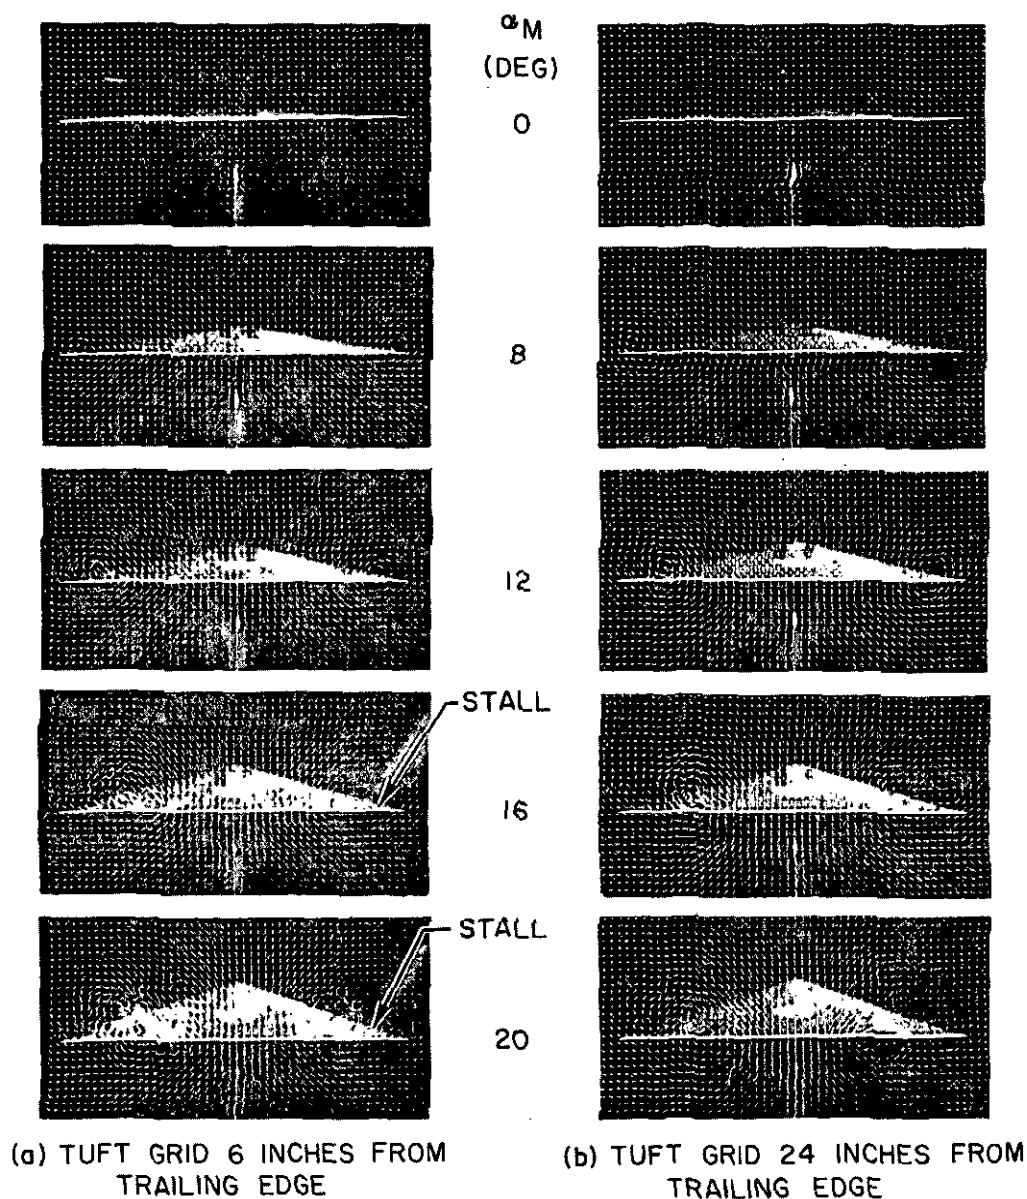 αM
(DEG)
0
8
12
STALL
16
STALL
20
(a) TUFT GRID 6 INCHES FROM
TRAILING EDGE
(b) TUFT GRID 24 INCHES FROM
TRAILING EDGE